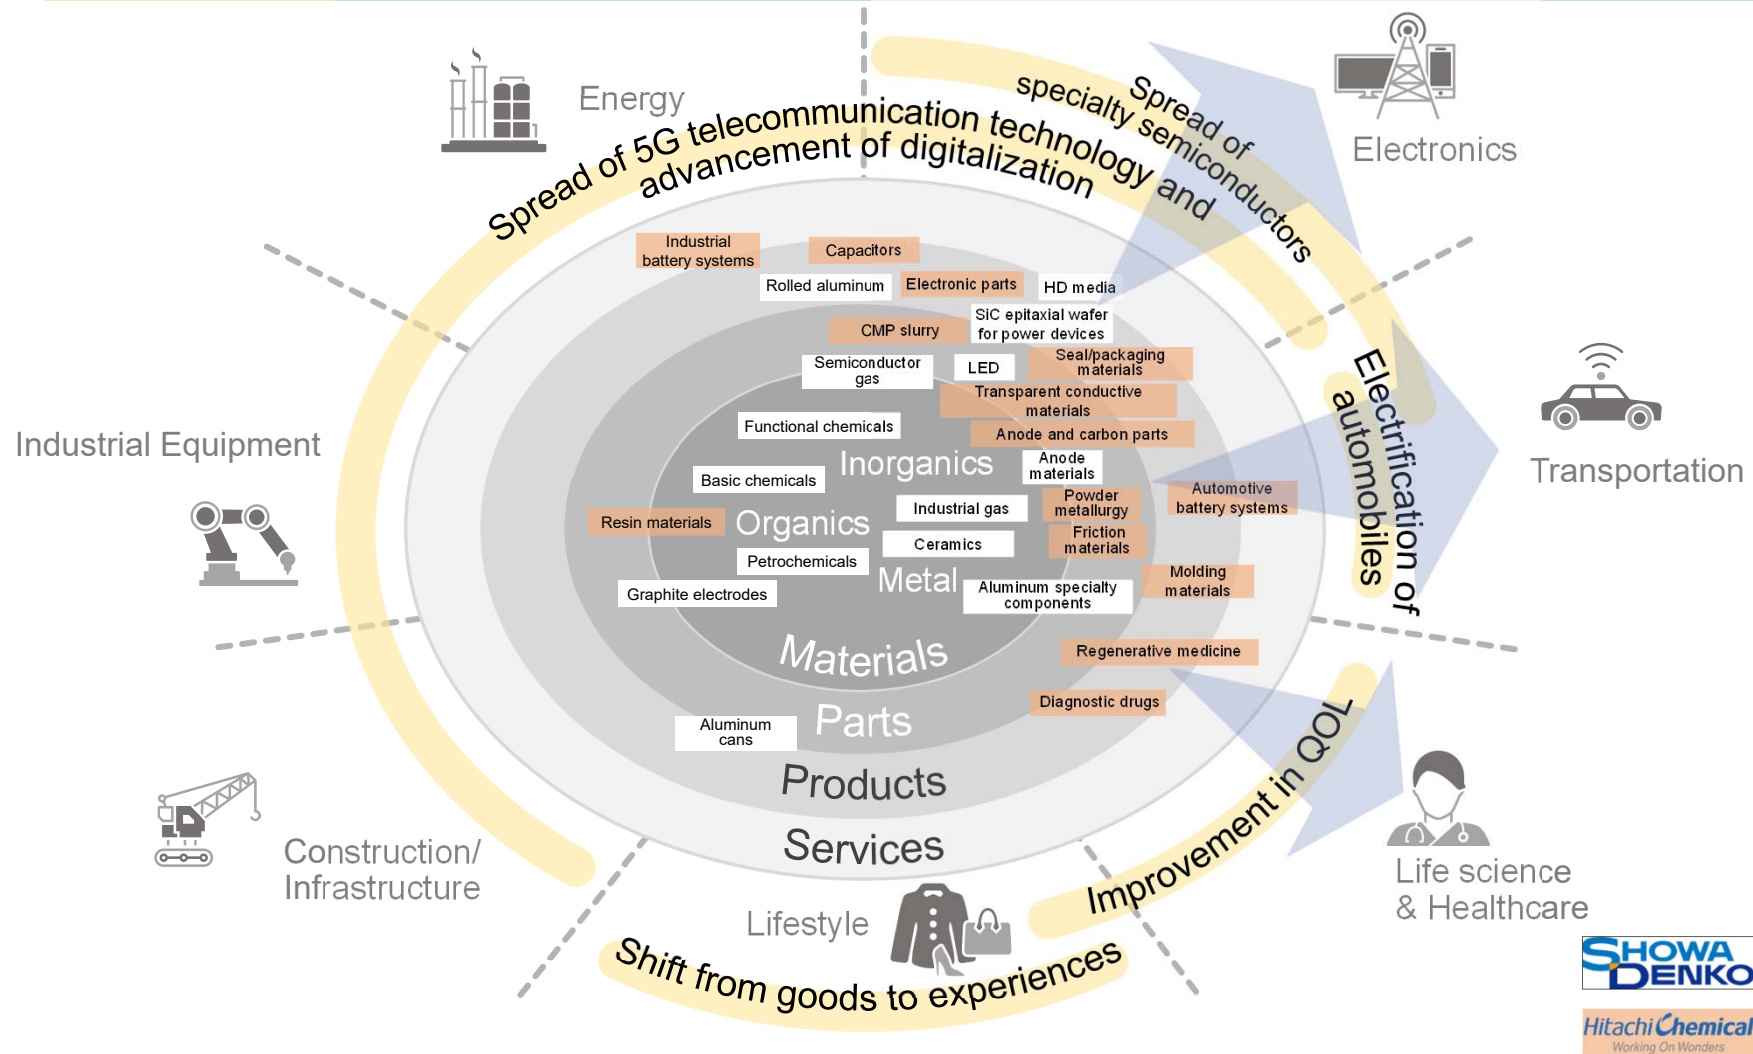 Energy
Spread of 5G telecommunication technology and
advancement of digitalization
Spread of
specialty semiconductors
Electronics
Industrial
battery systems
Capacitors
Rolled aluminum
Electronic parts
HD media
CMP slurry
SiC epitaxial wafer
for power devices
Semiconductor
gas
LED
Seal/packaging
materials
Transparent conductive
materials
Functional chemicals
Anode and carbon parts
Inorganics
Anode
materials
Basic chemicals
Industrial gas
Powder
metallurgy
Automotive
battery systems
Resin materials
Organics
Ceramics
Friction
materials
Petrochemicals
Metal
Graphite electrodes
Aluminum specialty
components
Molding
materials
Electrification of
automobiles
Transportation
Industrial Equipment
Materials
Regenerative medicine
Diagnostic drugs
Parts
Aluminum
cans
Products
Services
Improvement in QOL
Life science
& Healthcare
Construction/
Infrastructure
Lifestyle
Shift from goods to experiences
SHOWA
DENKO
Hitachi Chemical
Working On Wonders